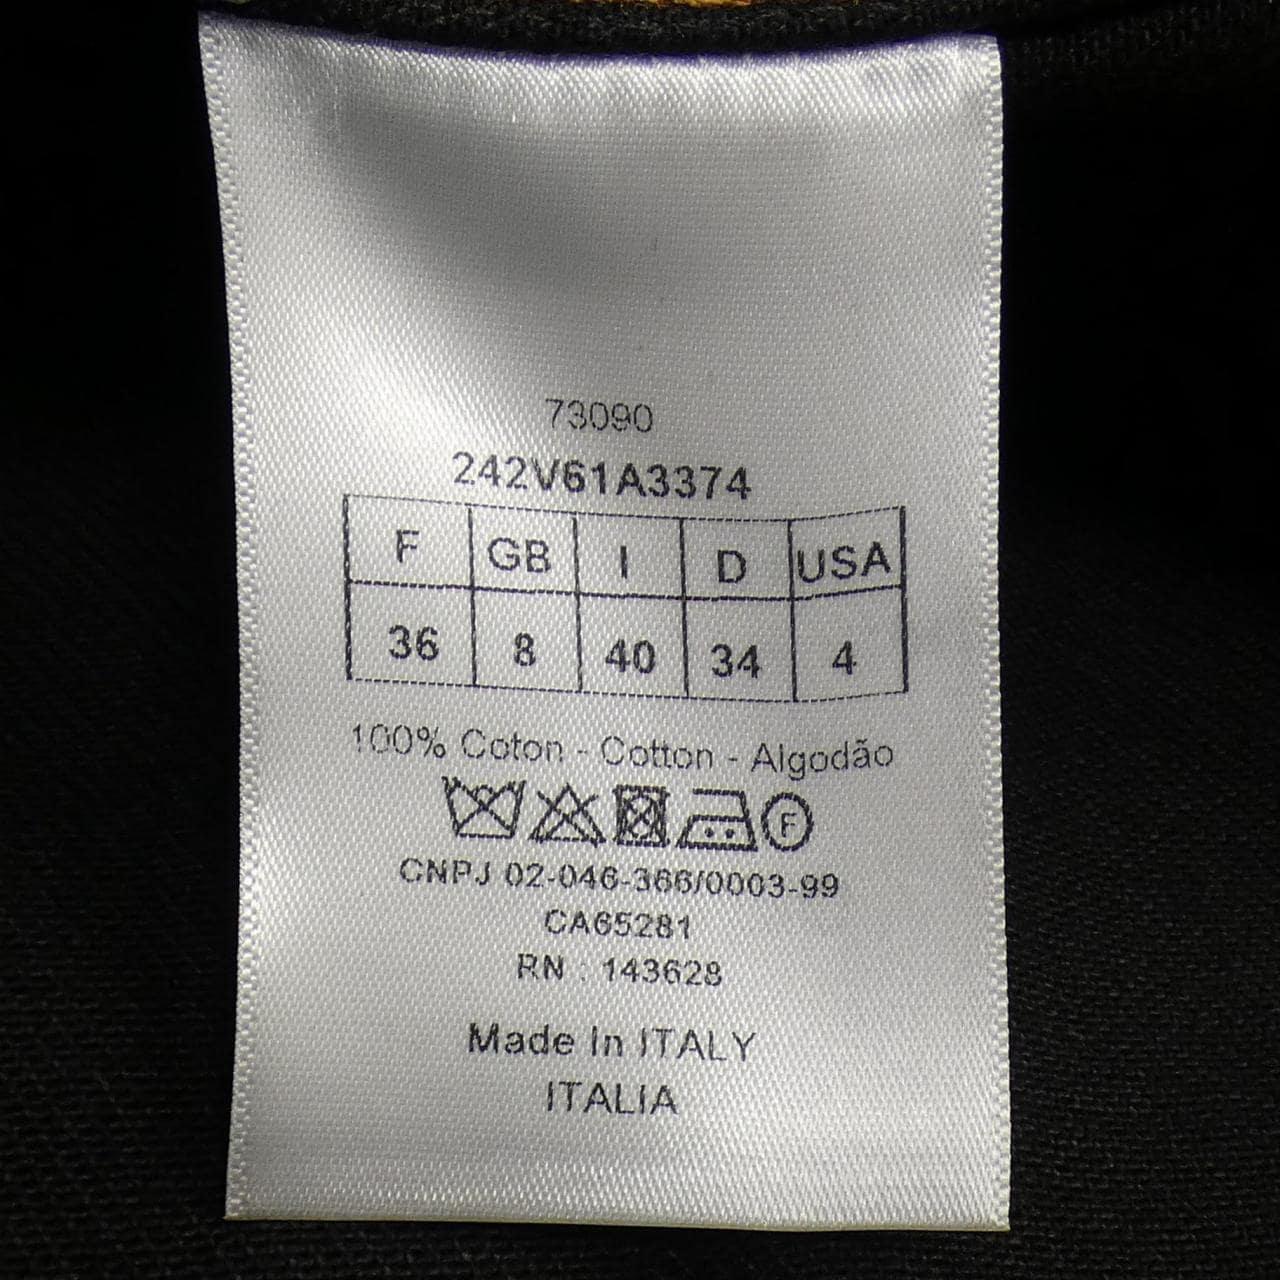 73090
242V61A3374
F GB I D USA
36 8 40 34 4
100% Coton - Cotton - Algodão
F
CNPJ 02-046-366/0003-99
CA65281
RN : 143628
Made In ITALY
ITALIA